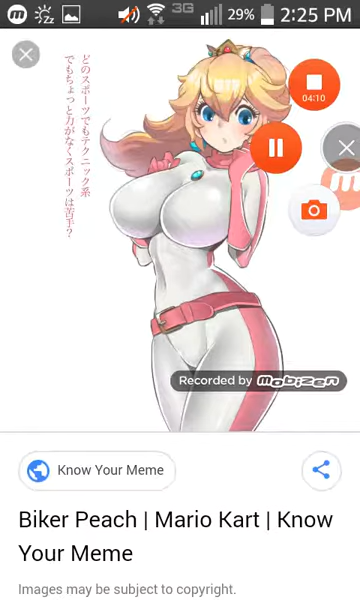 3G
29%
2:25 PM
どのスポーツでもテクニック系
でもちょっと力がなくスポーツは苦手?
04:10
Recorded by mobizen
Know Your Meme
Biker Peach | Mario Kart | Know
Your Meme
Images may be subject to copyright.